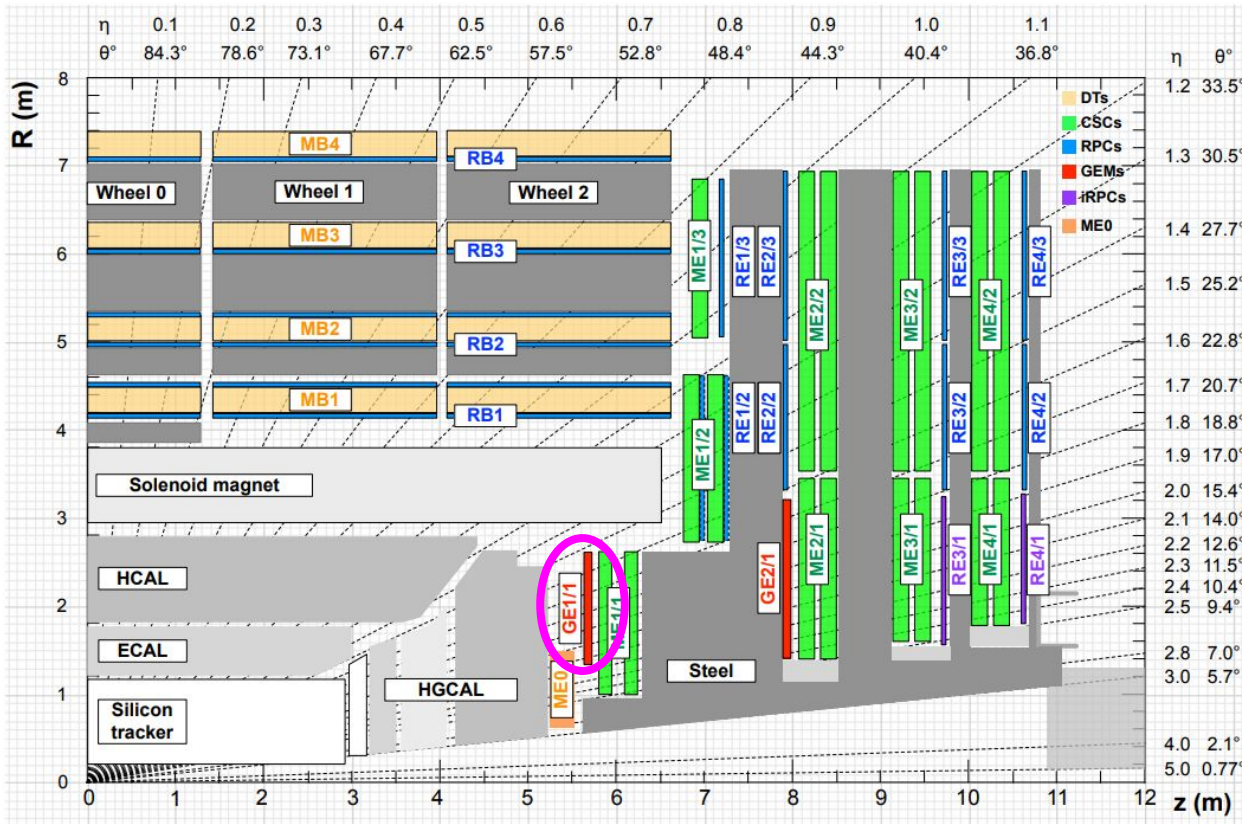 η 0.1 0.2 0.3 0.4 0.5 0.6 0.7 0.8 0.9 1.0 1.1
θ° 84.3° 78.6° 73.1° 67.7° 62.5° 57.5° 52.8° 48.4° 44.3° 40.4° 36.8° η θ°
R (m)
8
7
6
5
4
3
2
1
0
1.2 33.5°
1.3 30.5°
1.4 27.7°
1.5 25.2°
1.6 22.8°
1.7 20.7°
1.8 18.8°
1.9 17.0°
2.0 15.4°
2.1 14.0°
2.2 12.6°
2.3 11.5°
2.4 10.4°
2.5 9.4°
2.8 7.0°
3.0 5.7°
4.0 2.1°
5.0 0.77°
DTs
CSCs
RPCs
GEMs
iRPCs
ME0
MB4
RB4
Wheel 0 Wheel 1 Wheel 2
MB3
RB3
MB2
RB2
MB1
RB1
Solenoid magnet
HCAL
ECAL
Silicon
tracker
HGCAL
Steel
ME1/3
RE1/3
RE2/3
ME2/2
ME3/2
RE3/3
ME4/2
RE4/3
ME1/2
RE1/2
RE2/2
RE3/2
RE4/2
GE1/1
ME1/1
ME0
GE2/1
ME2/1
ME3/1
RE3/1
ME4/1
RE4/1
0 1 2 3 4 5 6 7 8 9 10 11 12
z (m)